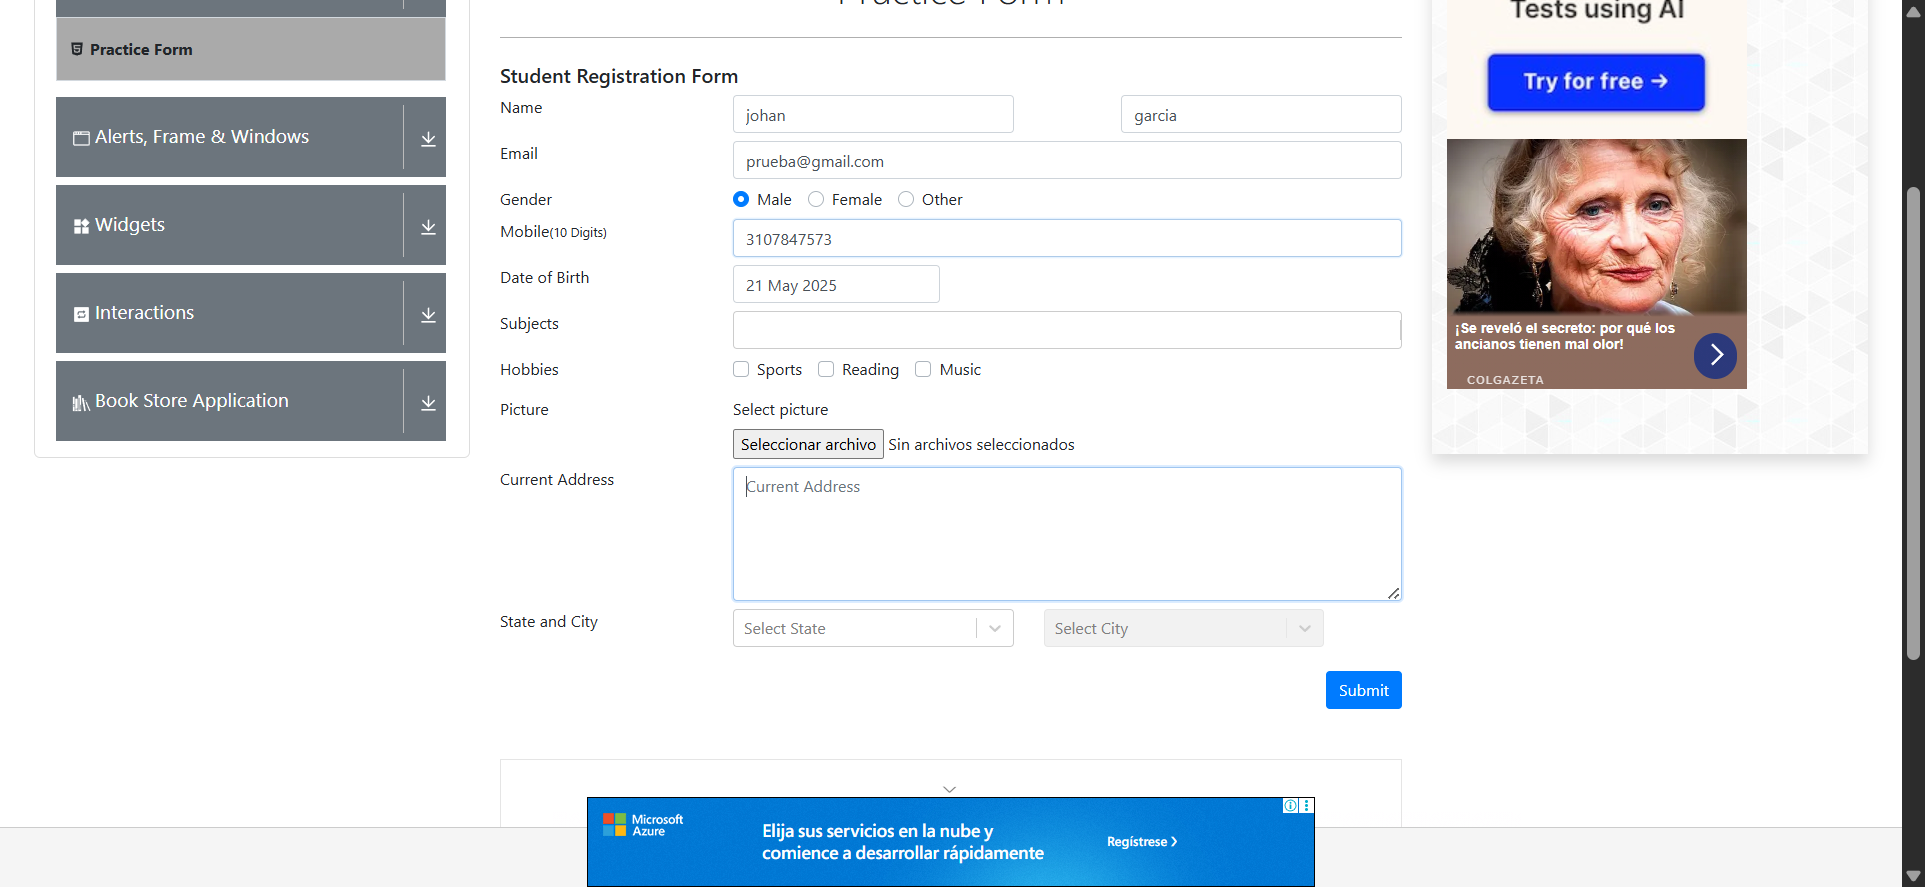 Practice Form
Practice Form
Alerts, Frame & Windows
Widgets
Interactions
Book Store Application
Student Registration Form
Name
johan
garcia
Email
prueba@gmail.com
Gender
Male
Female
Other
Mobile(10 Digits)
3107847573
Date of Birth
21 May 2025
Subjects
Hobbies
Sports
Reading
Music
Picture
Select picture
Seleccionar archivo Sin archivos seleccionados
Current Address
Current Address
State and City
Select State
Select City
Submit
Tests using AI
Try for free →
¡Se reveló el secreto: por qué los
ancianos tienen mal olor!
COLGAZETA
Microsoft
Azure
Elija sus servicios en la nube y
comience a desarrollar rápidamente
Regístrese